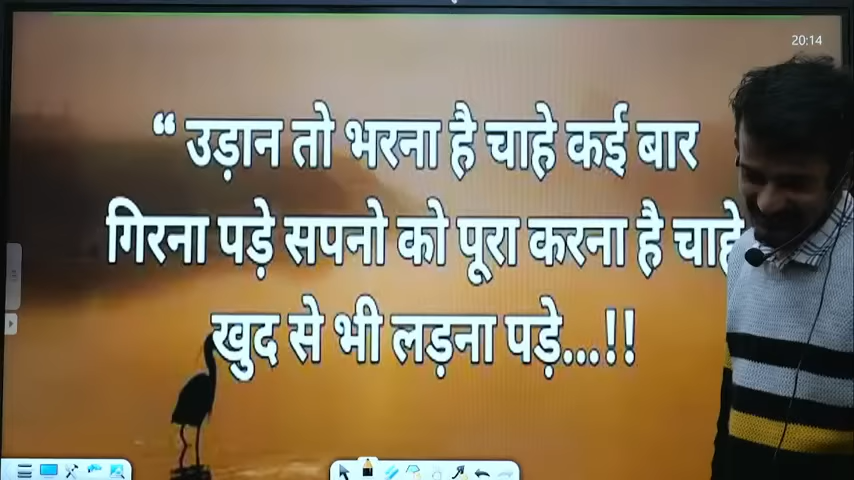 20:14
“ उड़ान तो भरना है चाहे कई बार
गिरना पड़े सपनो को पूरा करना है चाहे
खुद से भी लड़ना पड़े...!!